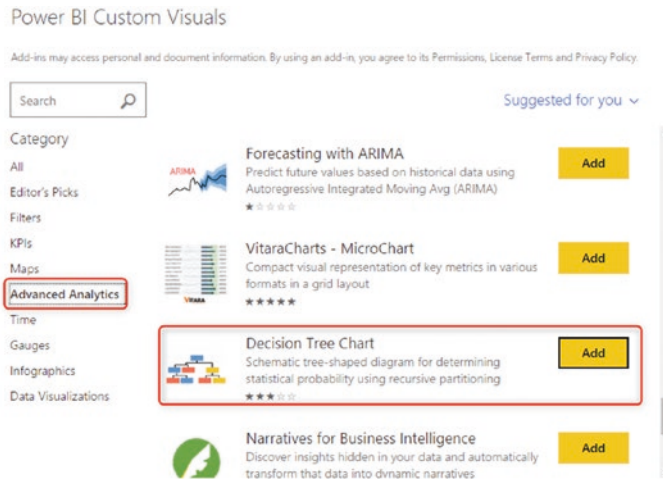 Power BI Custom Visuals
Add-ins may access personal and document information. By using an add-in, you agree to its Permissions, License Terms and Privacy Policy.
Search
Suggested for you
Category
All
Editor's Picks
Filters
KPIs
Maps
Advanced Analytics
Time
Gauges
Infographics
Data Visualizations
ARIMA
Forecasting with ARIMA
Predict future values based on historical data using
Autoregressive Integrated Moving Avg (ARIMA)
Add
VITARA
VitaraCharts - MicroChart
Compact visual representation of key metrics in various
formats in a grid layout
Add
Decision Tree Chart
Schematic tree-shaped diagram for determining
statistical probability using recursive partitioning
Add
Narratives for Business Intelligence
Discover insights hidden in your data and automatically
transform that data into dynamic narratives
Add